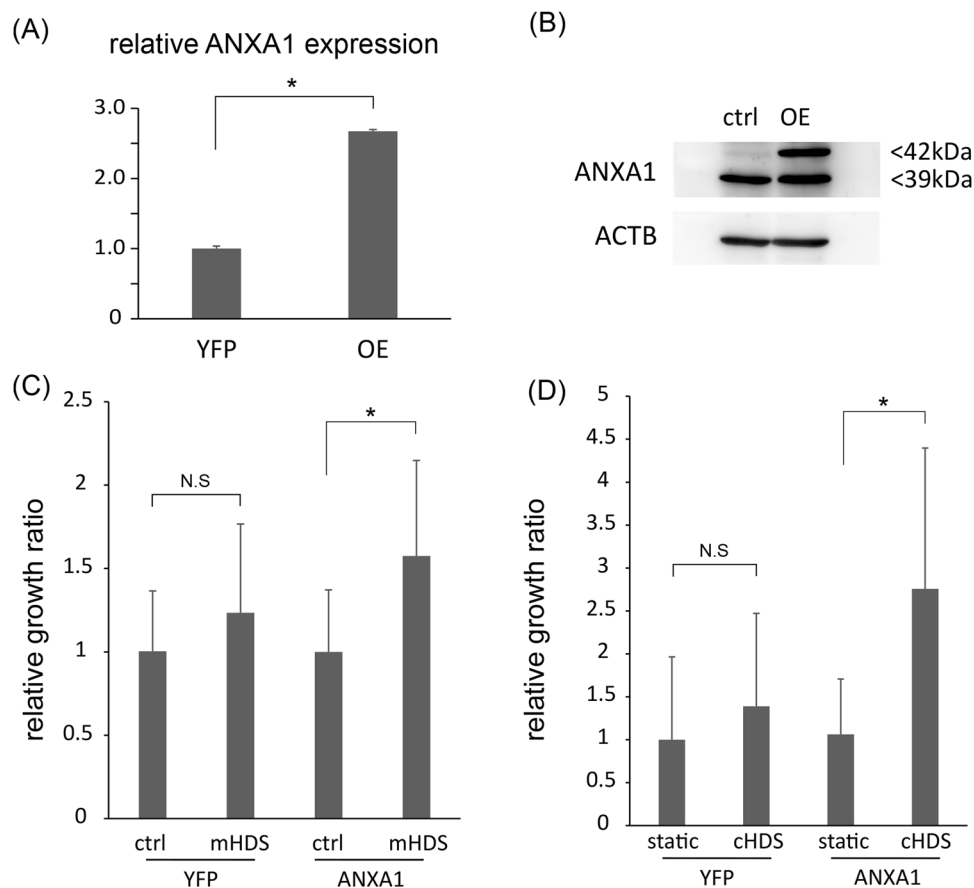 (A)
relative ANXA1 expression
*
3.0
2.0
1.0
0
YFP
OE
(B)
ctrl OE
ANXA1
<42kDa
<39kDa
ACTB
(C)
relative growth ratio
2.5
2
1.5
1
0.5
0
N.S
*
ctrl mHDS ctrl mHDS
YFP ANXA1
(D)
relative growth ratio
5
4.5
4
3.5
3
2.5
2
1.5
1
0.5
0
N.S
*
static cHDS static cHDS
YFP ANXA1